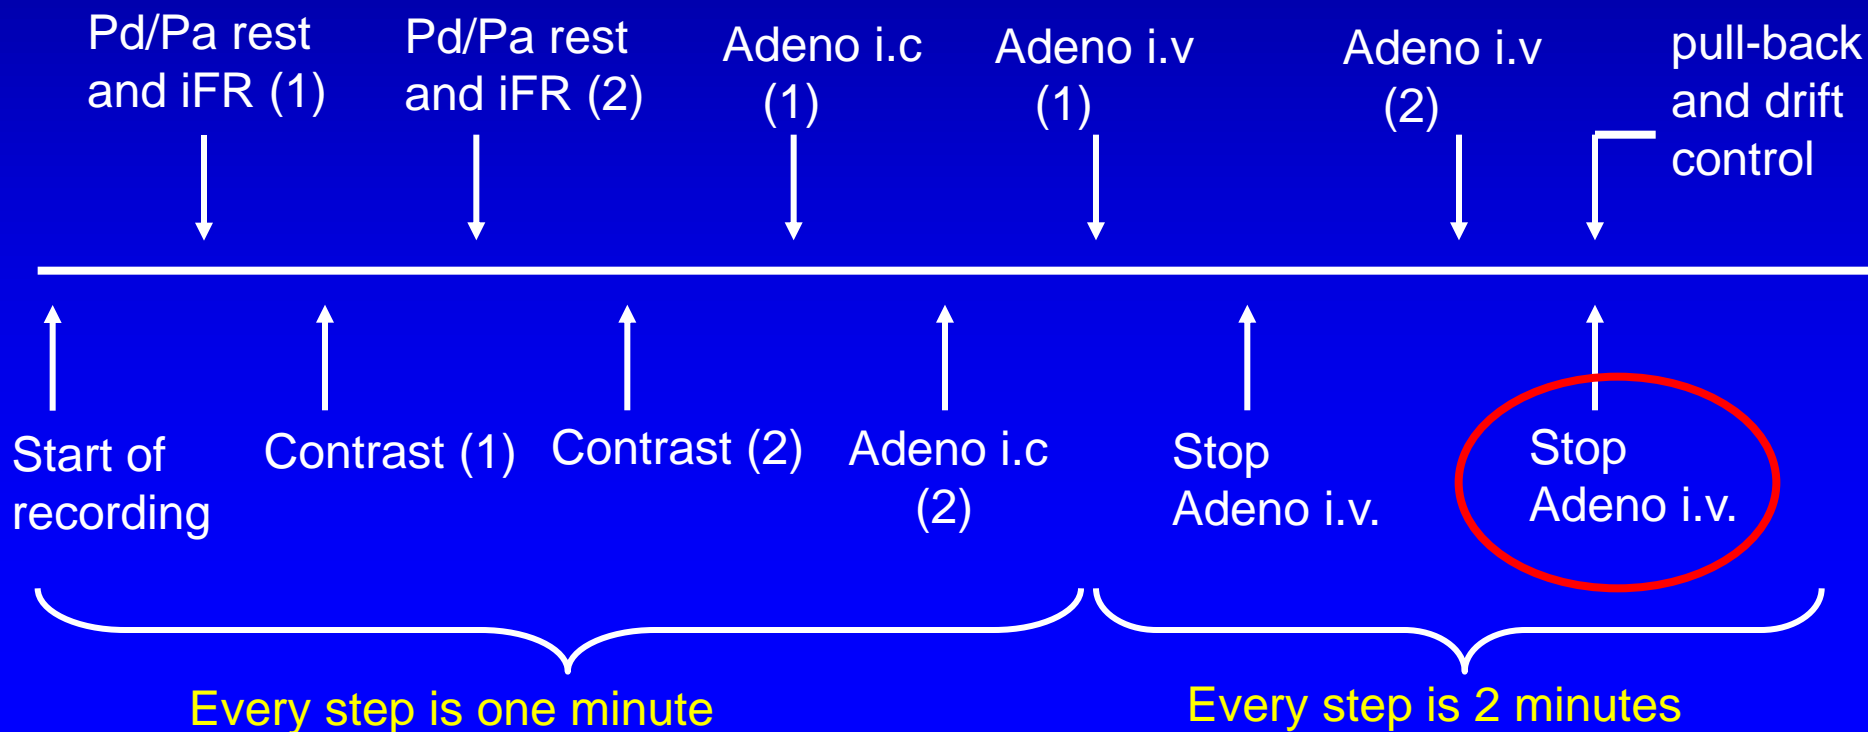 Pd/Pa rest
and iFR (1)
Pd/Pa rest
and iFR (2)
Adeno i.c
(1)
Adeno i.v
(1)
Adeno i.v
(2)
pull-back
and drift
control
Start of
recording
Contrast (1)
Contrast (2)
Adeno i.c
(2)
Stop
Adeno i.v.
Stop
Adeno i.v.
Every step is one minute
Every step is 2 minutes